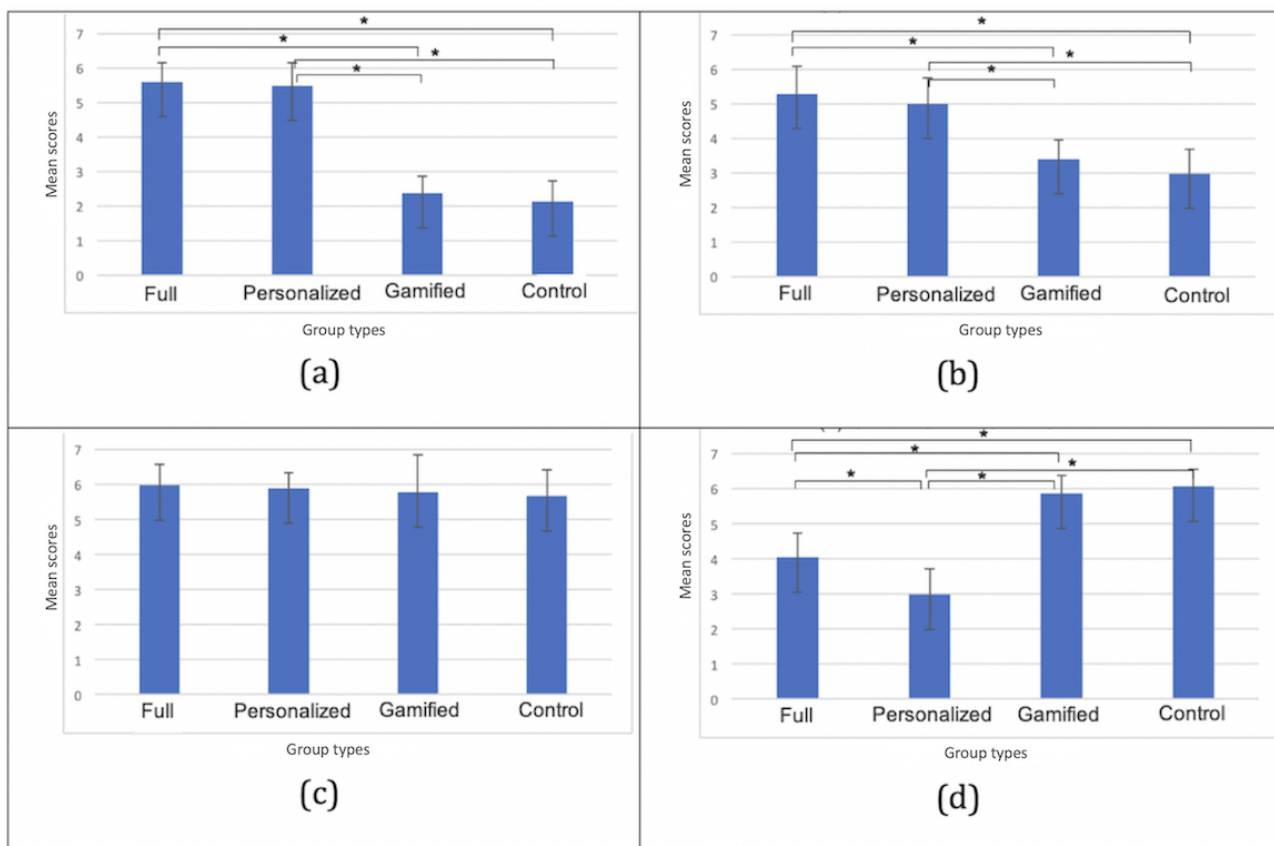 *
*
*
*
7
6
5
4
3
2
1
0
Mean scores
Full Personalized Gamified Control
Group types
(a)
*
*
*
*
7
6
5
4
3
2
1
0
Mean scores
Full Personalized Gamified Control
Group types
(b)
7
6
5
4
3
2
1
0
Mean scores
Full Personalized Gamified Control
Group types
(c)
*
*
*
*
*
7
6
5
4
3
2
1
0
Mean scores
Full Personalized Gamified Control
Group types
(d)